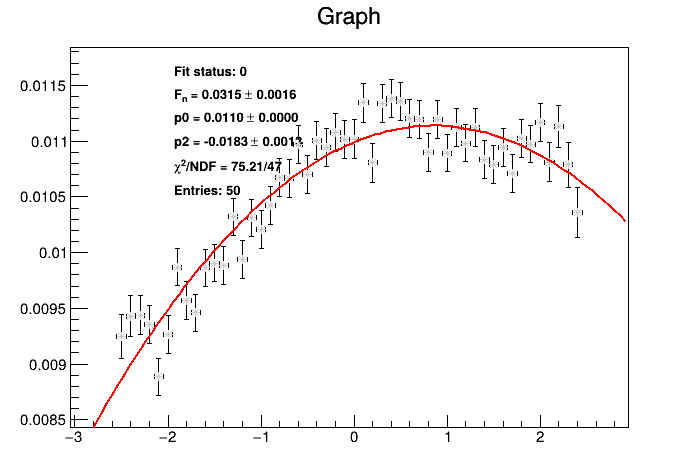 Graph
Fit status: 0
Fn = 0.0315 ± 0.0016
p0 = 0.0110 ± 0.0000
p2 = -0.0183 ± 0.0013
χ²/NDF = 75.21/47
Entries: 50
0.0115
0.011
0.0105
0.01
0.0095
0.009
0.0085
−3 −2 −1 0 1 2